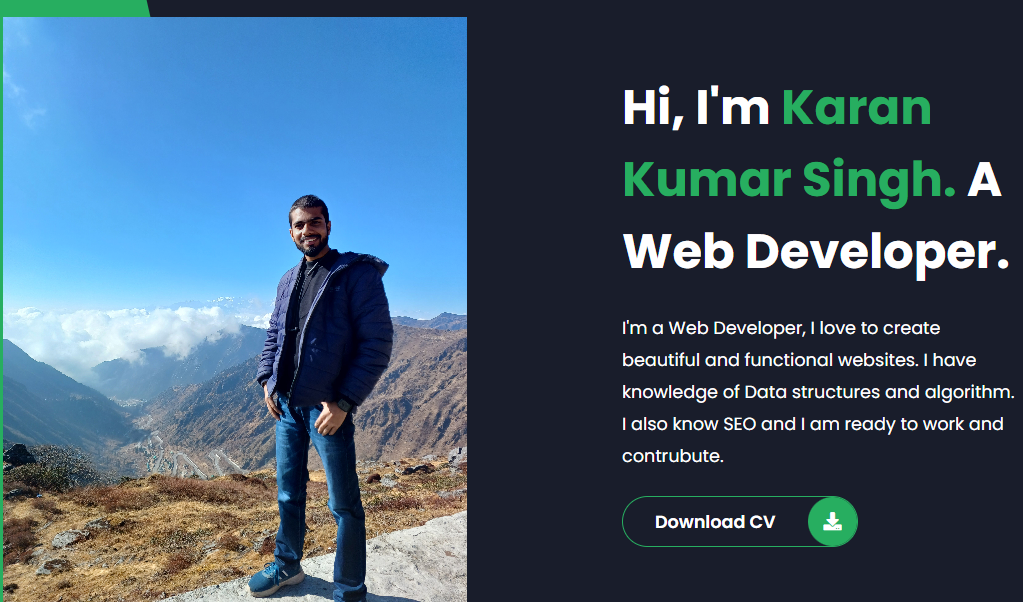 Hi, I'm Karan
Kumar Singh. A
Web Developer.
I'm a Web Developer, I love to create
beautiful and functional websites. I have
knowledge of Data structures and algorithm.
I also know SEO and I am ready to work and
contrubute.
Download CV